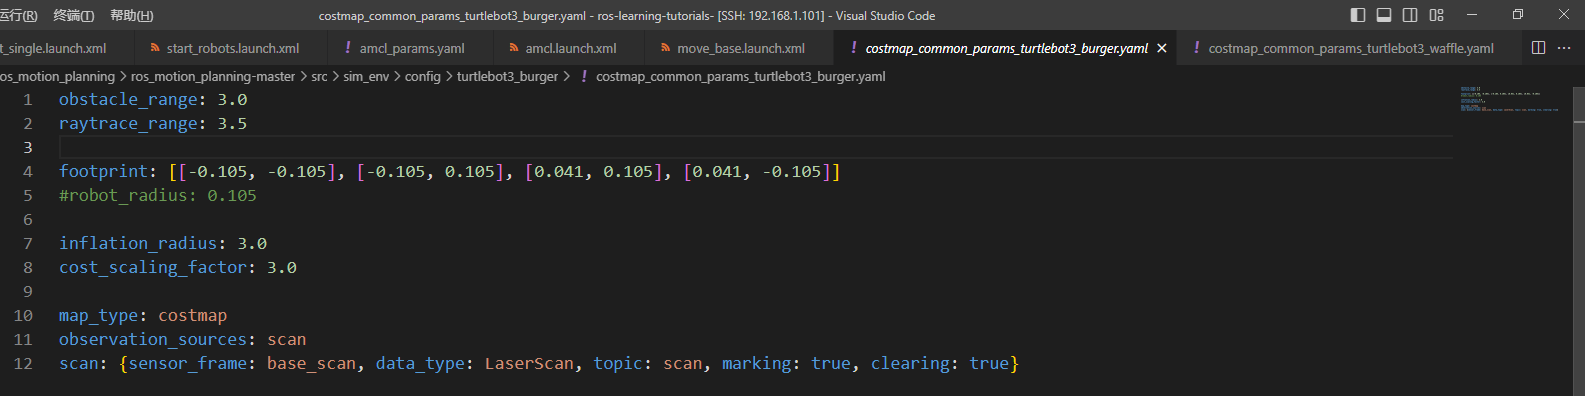 运行(R) 终端(T) 帮助(H) costmap_common_params_turtlebot3_burger.yaml - ros-learning-tutorials- [SSH: 192.168.1.101] - Visual Studio Code
t_single.launch.xml start_robots.launch.xml ! amcl_params.yaml amcl.launch.xml move_base.launch.xml ! costmap_common_params_turtlebot3_burger.yaml ! costmap_common_params_turtlebot3_waffle.yaml
os_motion_planning > ros_motion_planning-master > src > sim_env > config > turtlebot3_burger > ! costmap_common_params_turtlebot3_burger.yaml
1 obstacle_range: 3.0
2 raytrace_range: 3.5
3
4 footprint: [[-0.105, -0.105], [-0.105, 0.105], [0.041, 0.105], [0.041, -0.105]]
5 #robot_radius: 0.105
6
7 inflation_radius: 3.0
8 cost_scaling_factor: 3.0
9
10 map_type: costmap
11 observation_sources: scan
12 scan: {sensor_frame: base_scan, data_type: LaserScan, topic: scan, marking: true, clearing: true}